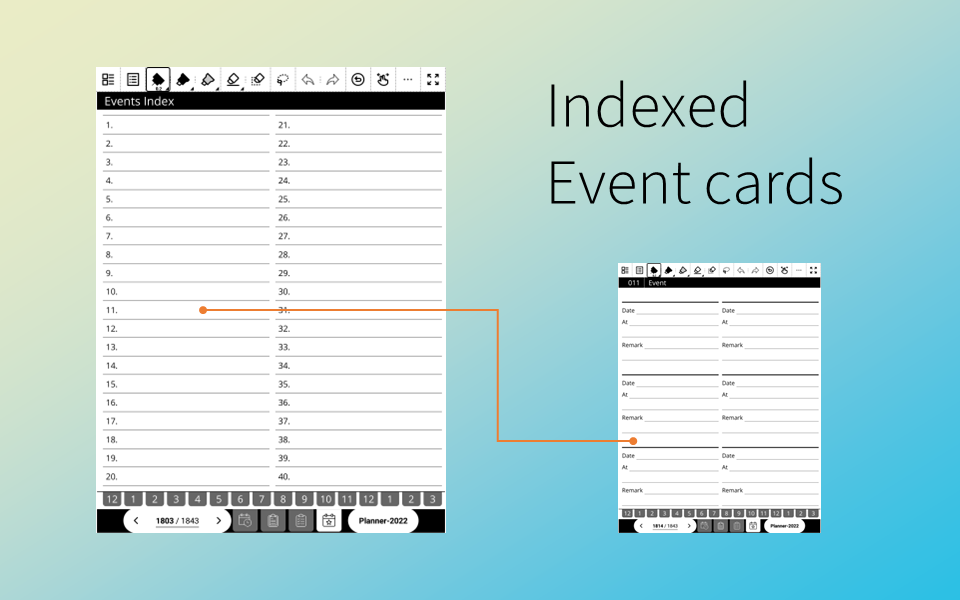 Indexed
Event cards
8.2
Events Index
1.
2.
3.
4.
5.
6.
7.
8.
9.
10.
11.
12.
13.
14.
15.
16.
17.
18.
19.
20.
21.
22.
23.
24.
25.
26.
27.
28.
29.
30.
31.
32.
33.
34.
35.
36.
37.
38.
39.
40.
12 1 2 3 4 5 6 7 8 9 10 11 12 1 2 3
1803 / 1843 Planner-2022
011 Event
Date Date
At At
Remark Remark
Date Date
At At
Remark Remark
Date Date
At At
Remark Remark
12 1 2 3 4 5 6 7 8 9 10 11 12 1 2 3
1814 / 1843 Planner-2022